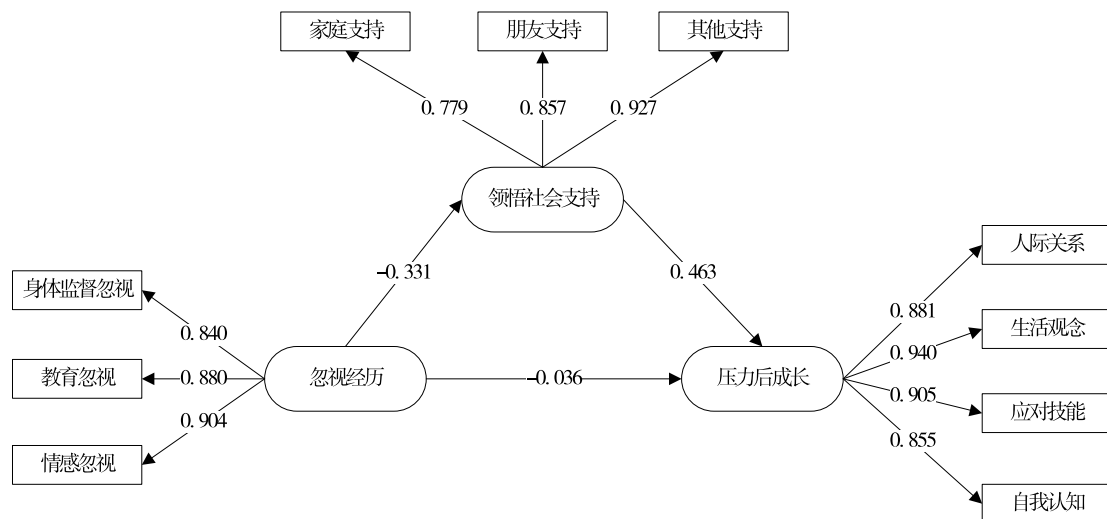 家庭支持
朋友支持
其他支持
0.779
0.857
0.927
领悟社会支持
-0.331
0.463
身体监督忽视
教育忽视
情感忽视
0.840
0.880
0.904
忽视经历
-0.036
压力后成长
0.881
0.940
0.905
0.855
人际关系
生活观念
应对技能
自我认知